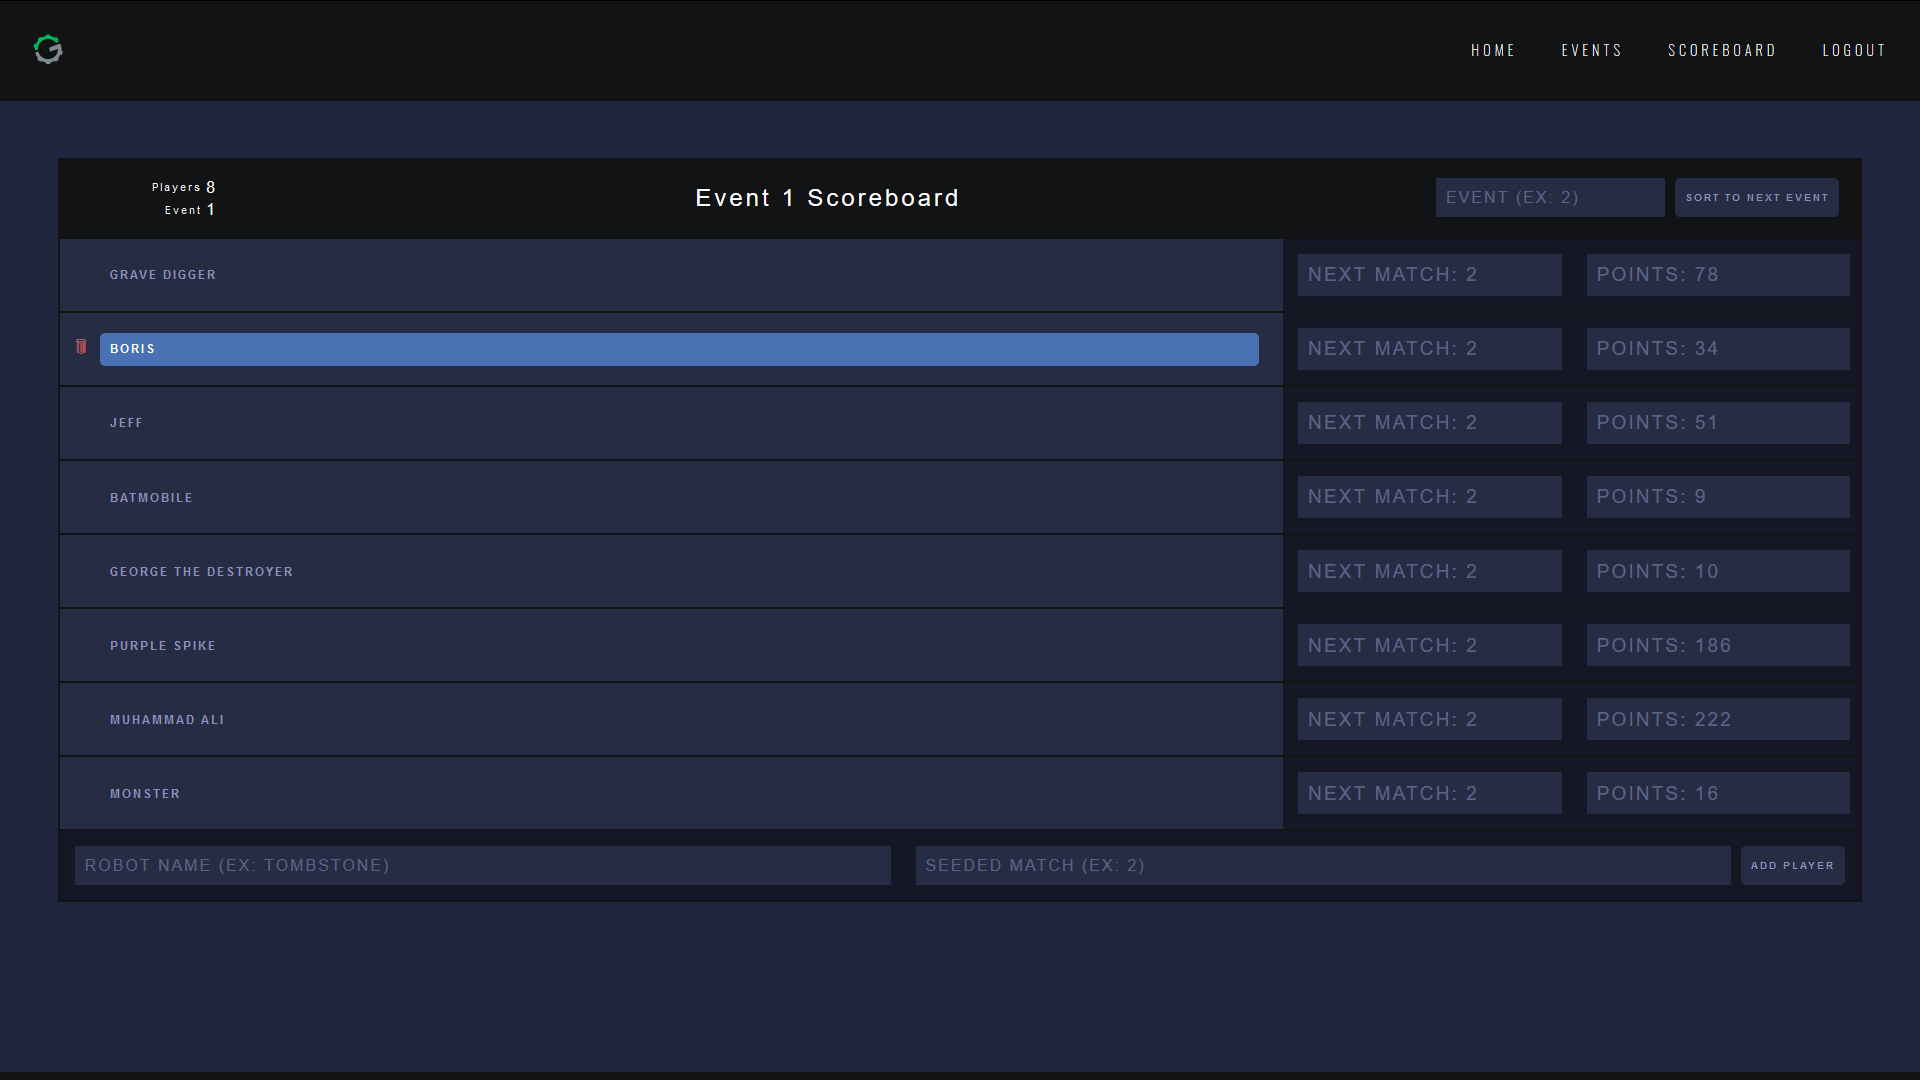 HOME EVENTS SCOREBOARD LOGOUT
Players 8
Event 1
Event 1 Scoreboard
EVENT (EX: 2) SORT TO NEXT EVENT
GRAVE DIGGER NEXT MATCH: 2 POINTS: 78
BORIS NEXT MATCH: 2 POINTS: 34
JEFF NEXT MATCH: 2 POINTS: 51
BATMOBILE NEXT MATCH: 2 POINTS: 9
GEORGE THE DESTROYER NEXT MATCH: 2 POINTS: 10
PURPLE SPIKE NEXT MATCH: 2 POINTS: 186
MUHAMMAD ALI NEXT MATCH: 2 POINTS: 222
MONSTER NEXT MATCH: 2 POINTS: 16
ROBOT NAME (EX: TOMBSTONE) SEEDED MATCH (EX: 2) ADD PLAYER